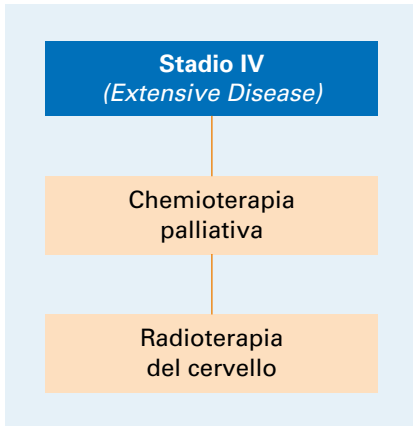 Stadio IV
(Extensive Disease)
Chemioterapia
palliativa
Radioterapia
del cervello